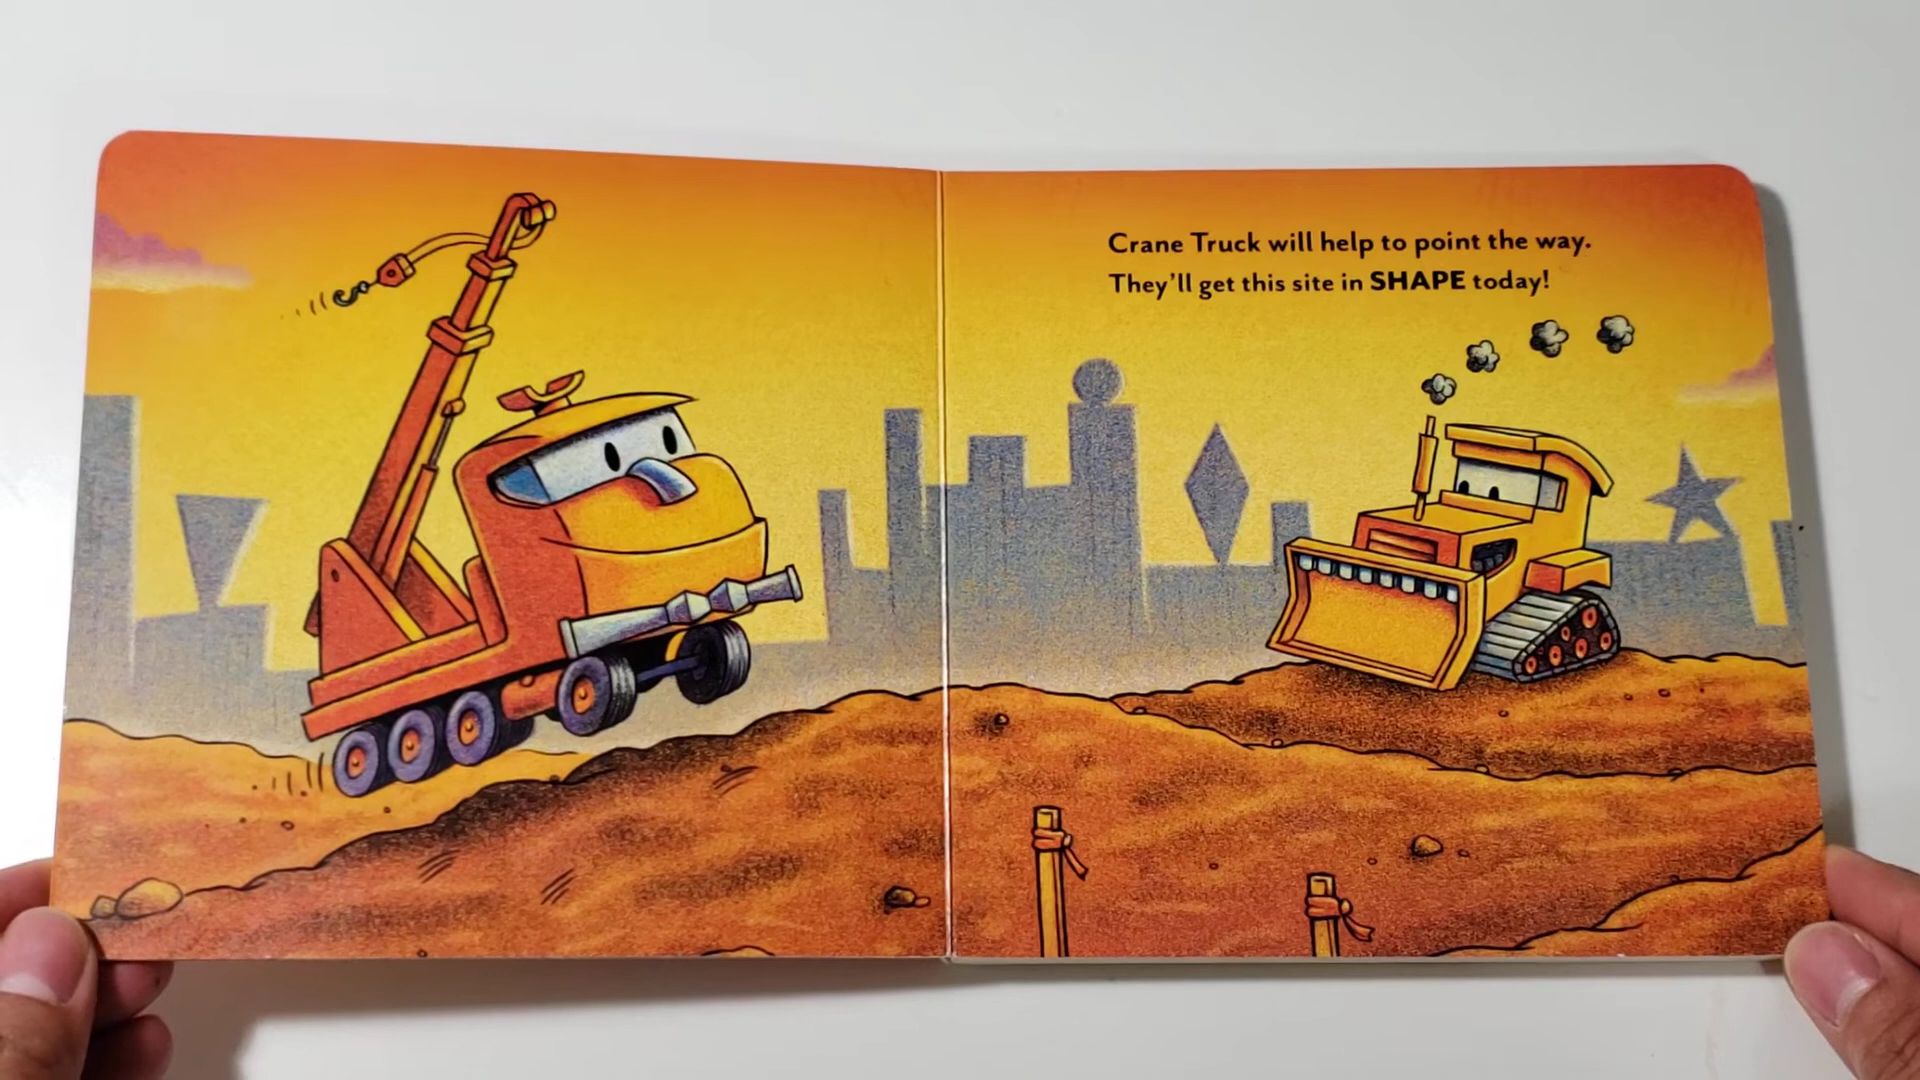 Crane Truck will help to point the way.
They'll get this site in SHAPE today!